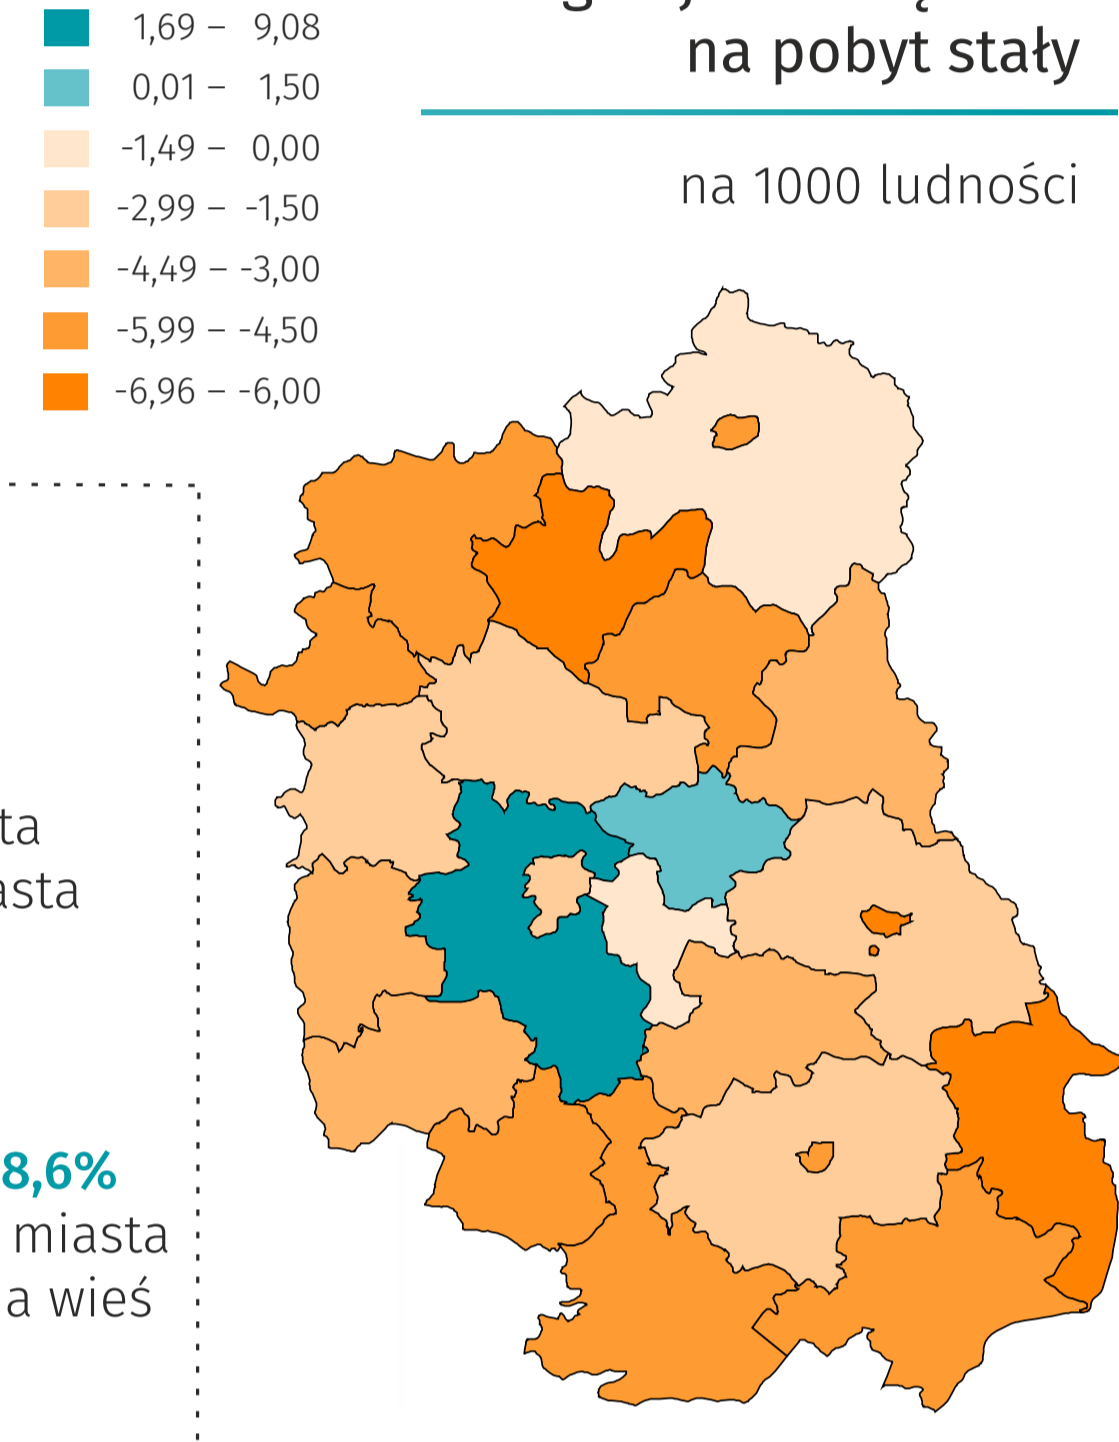 1,69 – 9,08
0,01 – 1,50
-1,49 – 0,00
-2,99 – -1,50
-4,49 – -3,00
-5,99 – -4,50
-6,96 – -6,00
na pobyt stały
na 1000 ludności
ta
asta
8,6%
miasta
a wieś